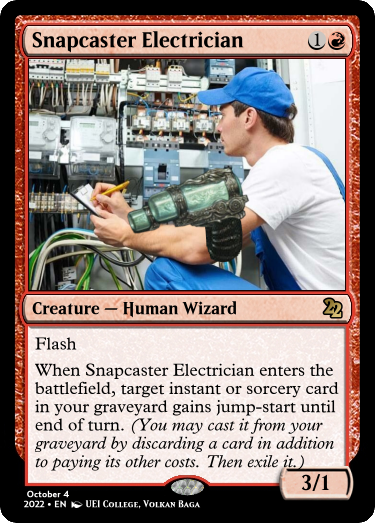 Snapcaster Electrician 1
Creature — Human Wizard 22
Flash
When Snapcaster Electrician enters the
battlefield, target instant or sorcery card
in your graveyard gains jump-start until
end of turn. (You may cast it from your
graveyard by discarding a card in addition
to paying its other costs. Then exile it.)
3/1
October 4
2022 • EN UEI College, Volkan Baga